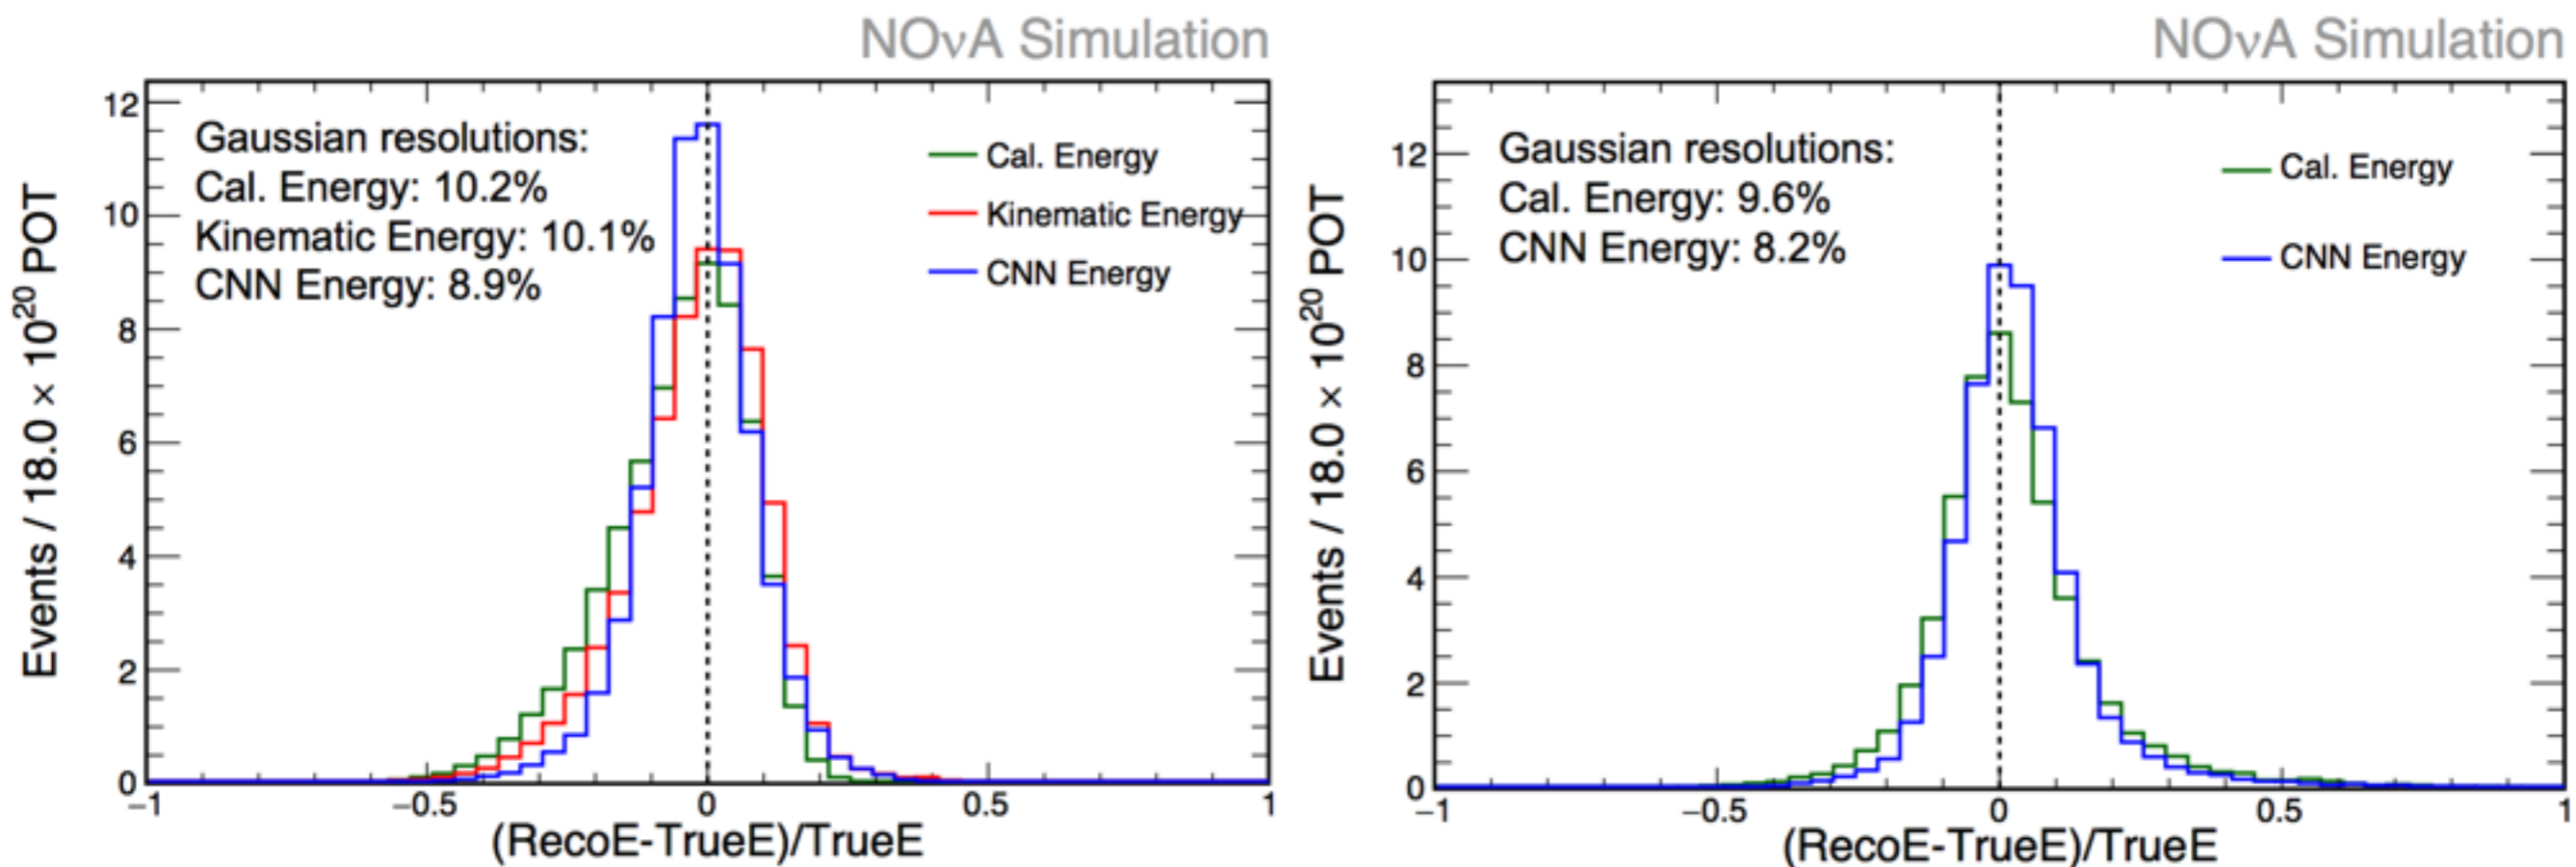 NOνA Simulation
12
10
8
6
4
2
0
Events / 18.0 × 10²⁰ POT
Gaussian resolutions:
Cal. Energy: 10.2%
Kinematic Energy: 10.1%
CNN Energy: 8.9%
Cal. Energy
Kinematic Energy
CNN Energy
−1
−0.5
0
0.5
1
(RecoE-TrueE)/TrueE
NOνA Simulation
12
10
8
6
4
2
0
Events / 18.0 × 10²⁰ POT
Gaussian resolutions:
Cal. Energy: 9.6%
CNN Energy: 8.2%
Cal. Energy
CNN Energy
−1
−0.5
0
0.5
1
(RecoE-TrueE)/TrueE